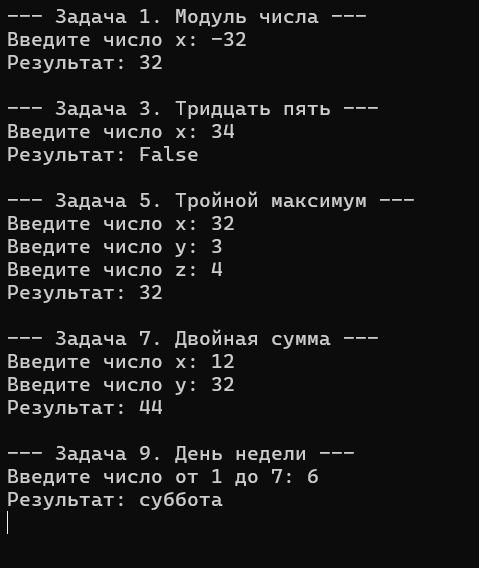 --- Задача 1. Модуль числа ---
Введите число x: -32
Результат: 32
--- Задача 3. Тридцать пять ---
Введите число x: 34
Результат: False
--- Задача 5. Тройной максимум ---
Введите число x: 32
Введите число y: 3
Введите число z: 4
Результат: 32
--- Задача 7. Двойная сумма ---
Введите число x: 12
Введите число y: 32
Результат: 44
--- Задача 9. День недели ---
Введите число от 1 до 7: 6
Результат: суббота